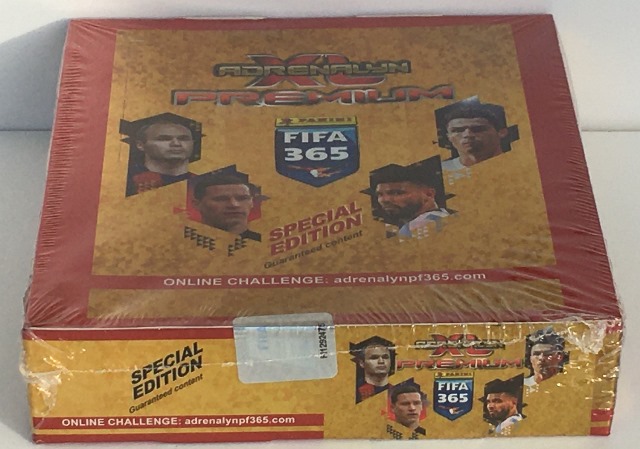 ADRENALYN
XL
PREMIUM
PANINI
FIFA
365
SPECIAL
EDITION
Guaranteed content
ONLINE CHALLENGE: adrenalynpf365.com
SPECIAL
EDITION
Guaranteed content
ONLINE CHALLENGE: adrenalynpf365.com
ADRENALYN
XL
PREMIUM
PANINI
FIFA
365